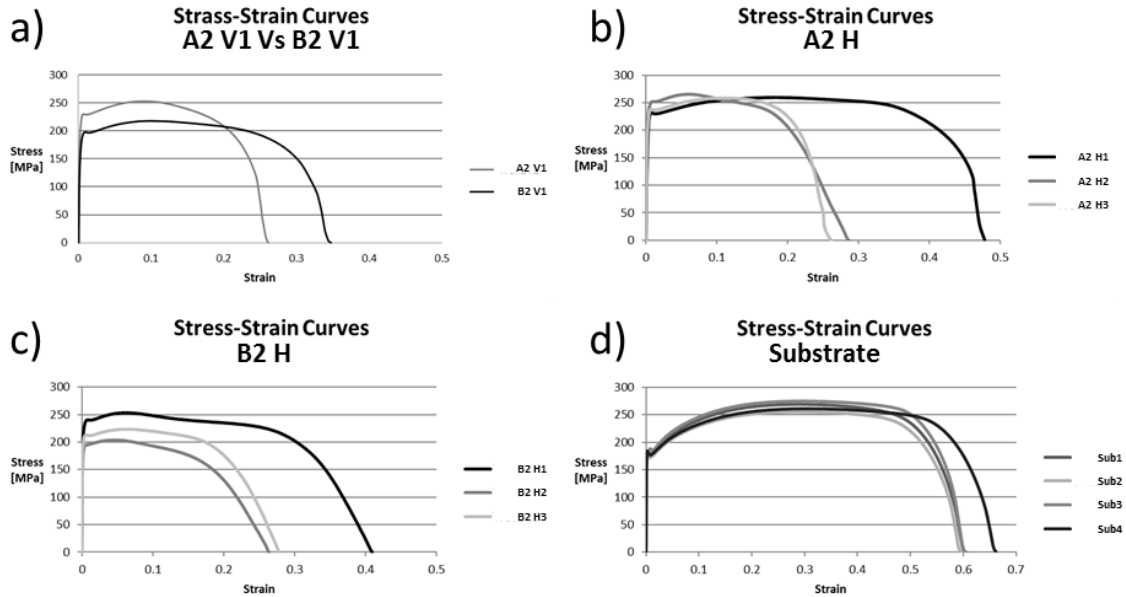 a)
Strass-Strain Curves
A2 V1 Vs B2 V1
300
250
200
150
100
50
0
Stress
[MPa]
0
0.1
0.2
0.3
0.4
0.5
Strain
A2 V1
B2 V1
b)
Stress-Strain Curves
A2 H
300
250
200
150
100
50
0
Stress
[MPa]
0
0.1
0.2
0.3
0.4
0.5
Strain
A2 H1
A2 H2
A2 H3
c)
Stress-Strain Curves
B2 H
300
250
200
150
100
50
0
Stress
[MPa]
0
0.1
0.2
0.3
0.4
0.5
Strain
B2 H1
B2 H2
B2 H3
d)
Stress-Strain Curves
Substrate
300
250
200
150
100
50
0
Stress
[MPa]
0
0.1
0.2
0.3
0.4
0.5
0.6
0.7
Strain
Sub1
Sub2
Sub3
Sub4